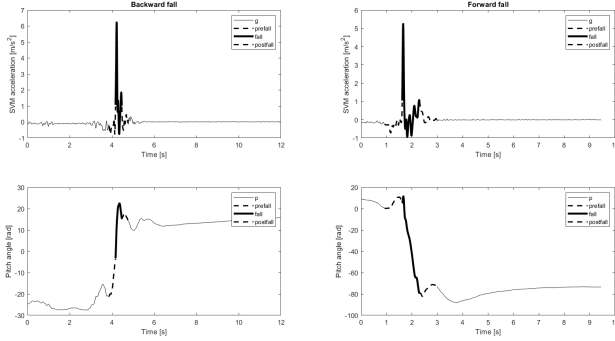 Backward fall
SVM acceleration [m/s²]
7
6
5
4
3
2
1
0
-1
0 2 4 6 8 10 12
Time [s]
g
prefall
fall
postfall
Forward fall
SVM acceleration [m/s²]
6
5
4
3
2
1
0
-1
0 1 2 3 4 5 6 7 8 9 10
Time [s]
g
prefall
fall
postfall
Pitch angle [rad]
30
20
10
0
-10
-20
-30
0 2 4 6 8 10 12
Time [s]
p
prefall
fall
postfall
Pitch angle [rad]
20
0
-20
-40
-60
-80
-100
0 1 2 3 4 5 6 7 8 9 10
Time [s]
p
prefall
fall
postfall